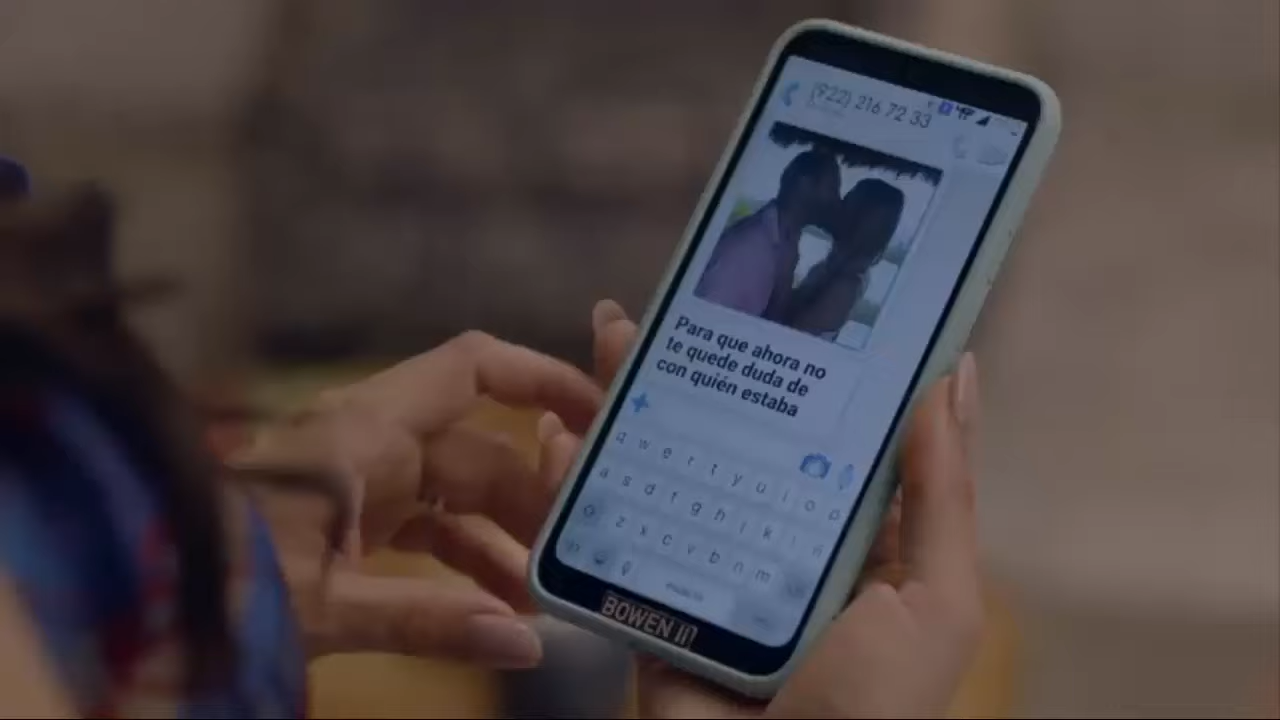 (922) 216 72 33
Para que ahora no
te quede duda de
con quién estaba
q w e r t y u i o p
a s d f g h j k l ñ
z x c v b n m
BOWEN